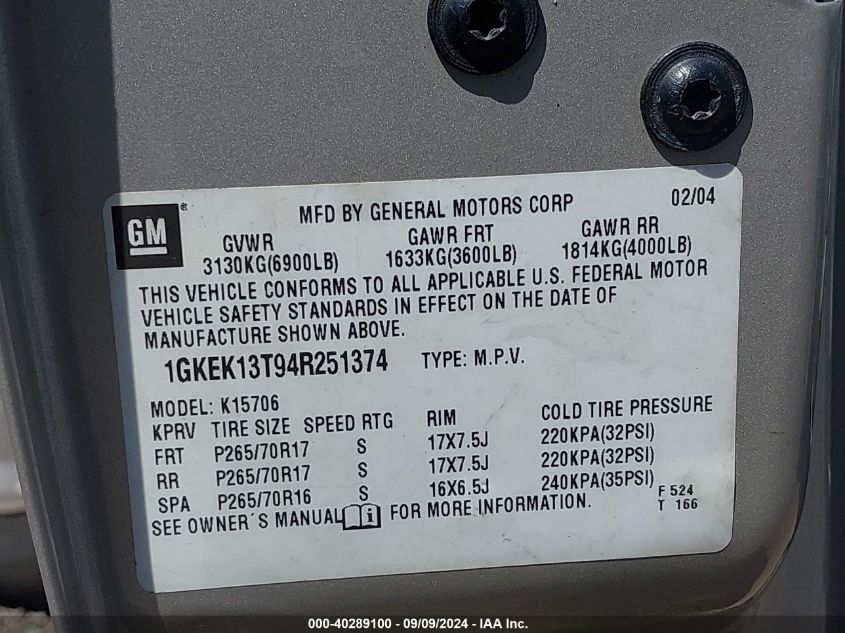 GM
®
MFD BY GENERAL MOTORS CORP 02/04
GVWR GAWR FRT GAWR RR
3130KG(6900LB) 1633KG(3600LB) 1814KG(4000LB)
THIS VEHICLE CONFORMS TO ALL APPLICABLE U.S. FEDERAL MOTOR
VEHICLE SAFETY STANDARDS IN EFFECT ON THE DATE OF
MANUFACTURE SHOWN ABOVE.
1GKEK13T94R251374 TYPE: M.P.V.
MODEL: K15706
KPRV TIRE SIZE SPEED RTG RIM COLD TIRE PRESSURE
FRT P265/70R17 S 17X7.5J 220KPA(32PSI)
RR P265/70R17 S 17X7.5J 220KPA(32PSI)
SPA P265/70R16 S 16X6.5J 240KPA(35PSI)
F 524
T 166
SEE OWNER´S MANUAL i FOR MORE INFORMATION.
000-40289100 - 09/09/2024 - IAA Inc.